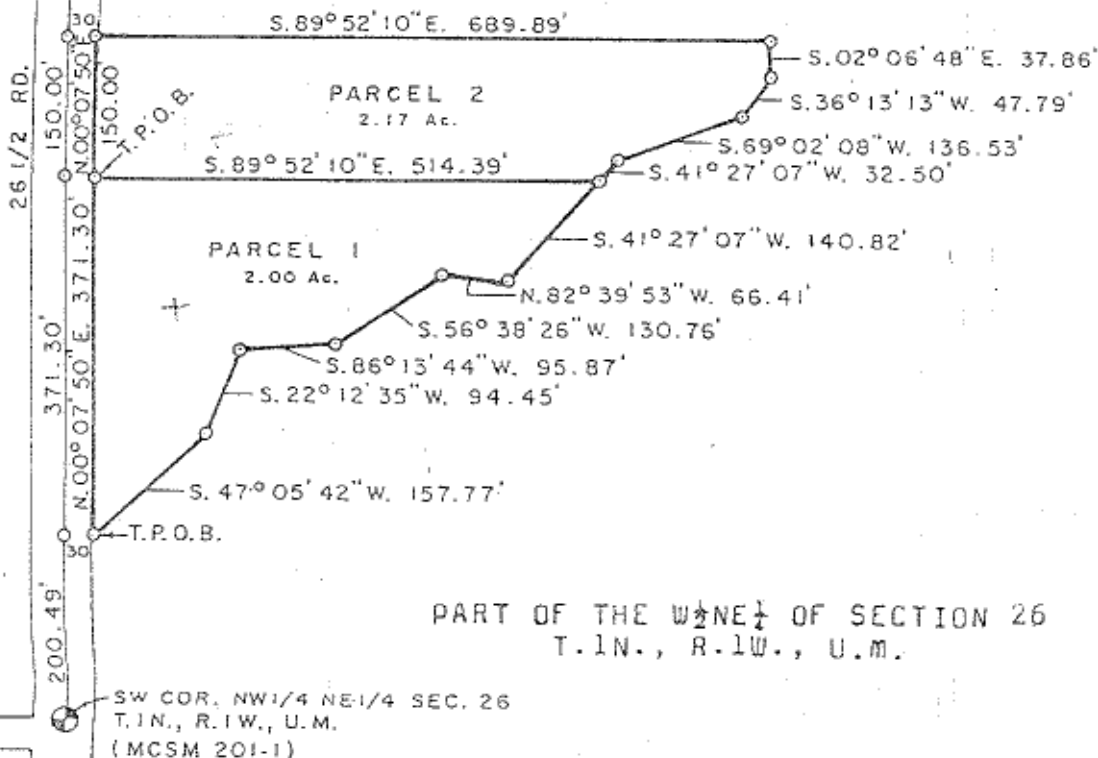 30
S.89°52'10"E. 689.89'
S.02°06'48"E. 37.86'
S.36°13'13"W. 47.79'
S.69°02'08"W. 136.53'
S.41°27'07"W. 32.50'
PARCEL 2
2.17 Ac.
26 1/2 RD.
150.00'
N.00°07'50"E.
150.00
T.P.O.B.
S.89°52'10"E. 514.39'
S.41°27'07"W. 140.82'
PARCEL 1
2.00 Ac.
N.82°39'53"W. 66.41'
S.56°38'26"W. 130.76'
S.86°13'44"W. 95.87'
S.22°12'35"W. 94.45'
371.30'
N.00°07'50"E. 371.30'
S.47°05'42"W. 157.77'
T.P.O.B.
30
200.49'
PART OF THE W½NE¼ OF SECTION 26
T.1N., R.1W., U.M.
SW COR. NW1/4 NE1/4 SEC. 26
T.1N., R.1W., U.M.
(MCSM 201-1)